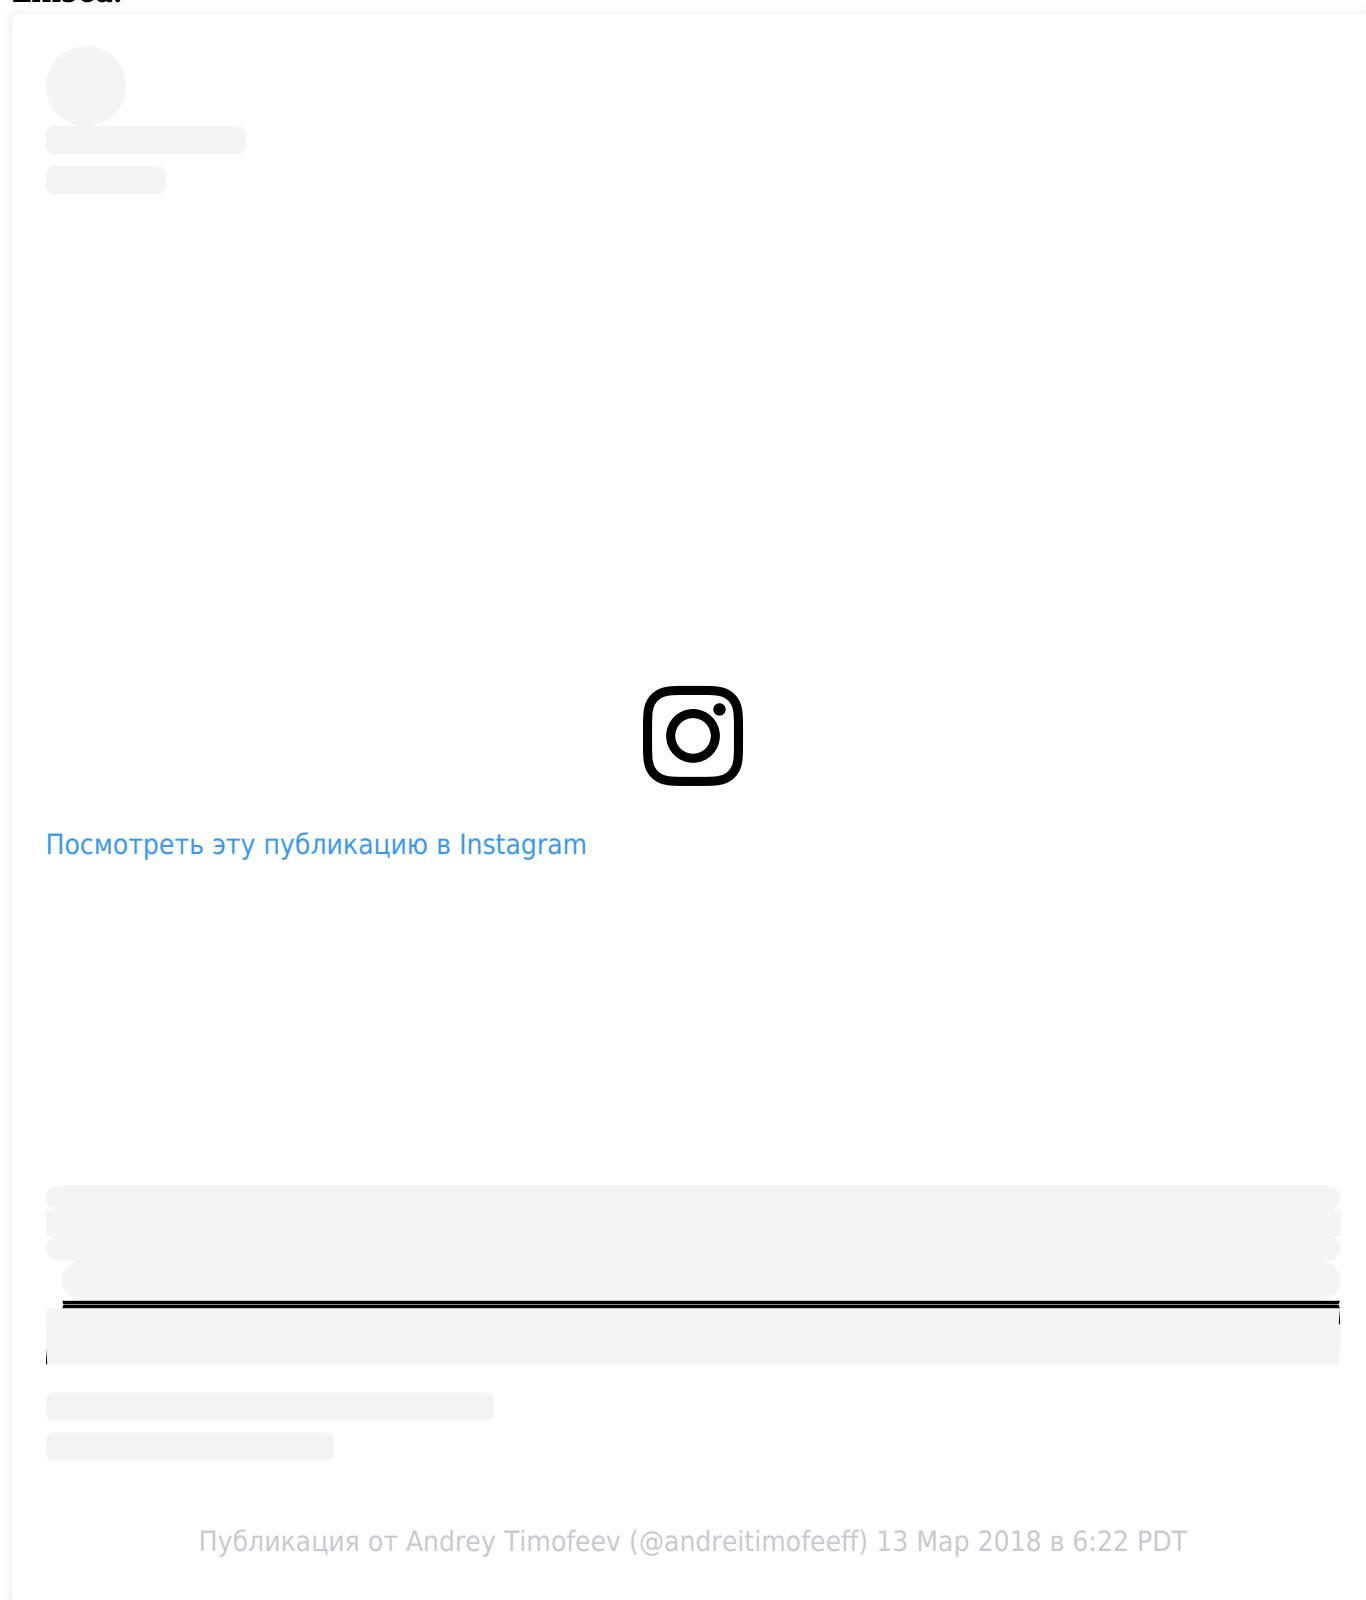 Посмотреть эту публикацию в Instagram
Публикация от Andrey Timofeev (@andreitimofeeff) 13 Мар 2018 в 6:22 PDT